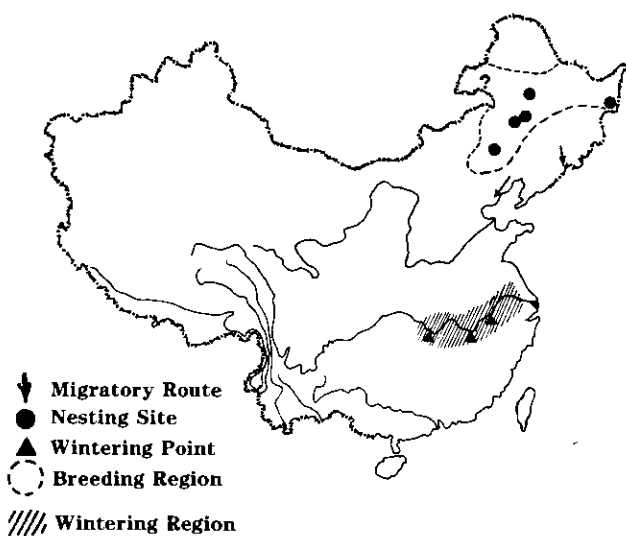 Migratory Route
Nesting Site
Wintering Point
Breeding Region
Wintering Region